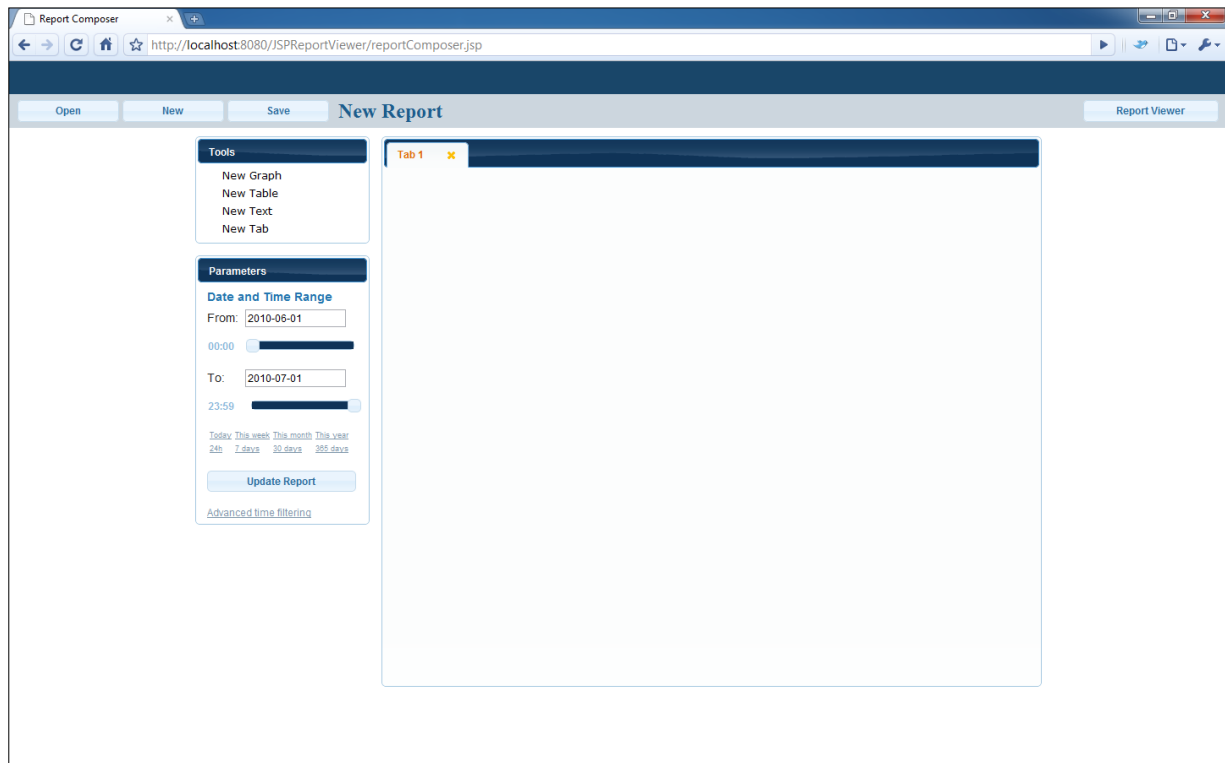 Report Composer
http://localhost:8080/JSPReportViewer/reportComposer.jsp
Open New Save New Report Report Viewer
Tools
New Graph
New Table
New Text
New Tab
Tab 1
Parameters
Date and Time Range
From: 2010-06-01
00:00
To: 2010-07-01
23:59
Today This week This month This year
24h 7 days 30 days 365 days
Update Report
Advanced time filtering